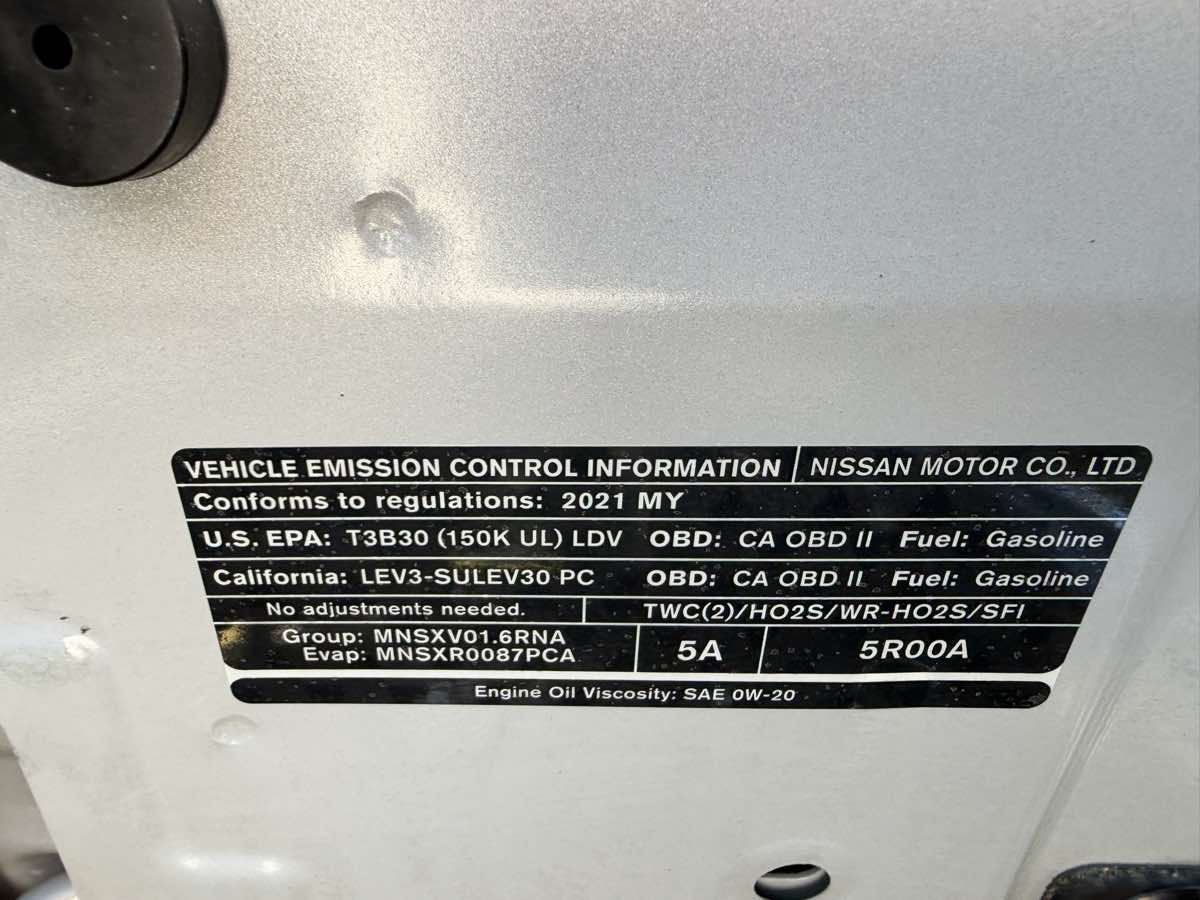 VEHICLE EMISSION CONTROL INFORMATION NISSAN MOTOR CO., LTD
Conforms to regulations: 2021 MY
U.S. EPA: T3B30 (150K UL) LDV OBD: CA OBD II Fuel: Gasoline
California: LEV3-SULEV30 PC OBD: CA OBD II Fuel: Gasoline
No adjustments needed. TWC(2)/HO2S/WR-HO2S/SFI
Group: MNSXV01.6RNA
Evap: MNSXR0087PCA
5A 5R00A
Engine Oil Viscosity: SAE 0W-20